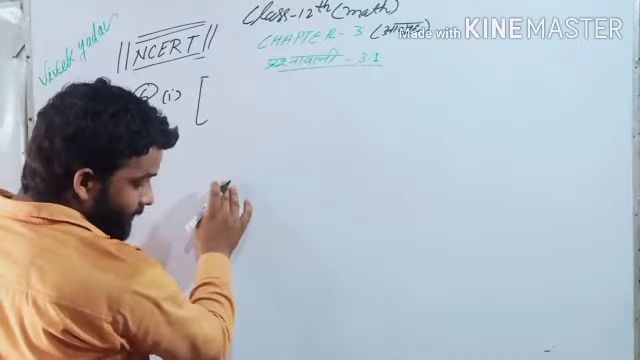 Class-12th (math)
Vivek yadav
||NCERT||
CHAPTER-3 (आव्यूह)
प्रश्नावली - 3.1
(i) [
Made with KINEMASTER